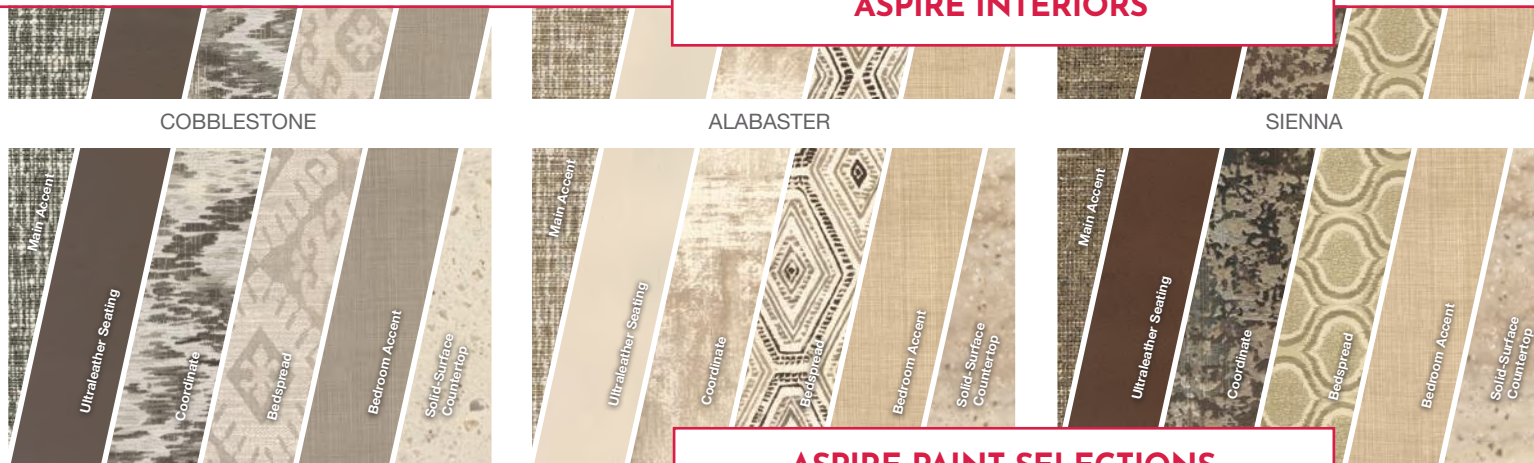 ASPIRE INTERIORS
COBBLESTONE
ALABASTER
SIENNA
Main Accent
Ultraleather Seating
Coordinate
Bedspread
Bedroom Accent
Solid-Surface
Countertop
Main Accent
Ultraleather Seating
Coordinate
Bedspread
Bedroom Accent
Solid-Surface
Countertop
Main Accent
Ultraleather Seating
Coordinate
Bedspread
Bedroom Accent
Solid-Surface
Countertop
ASPIRE PAINT SELECTIONS